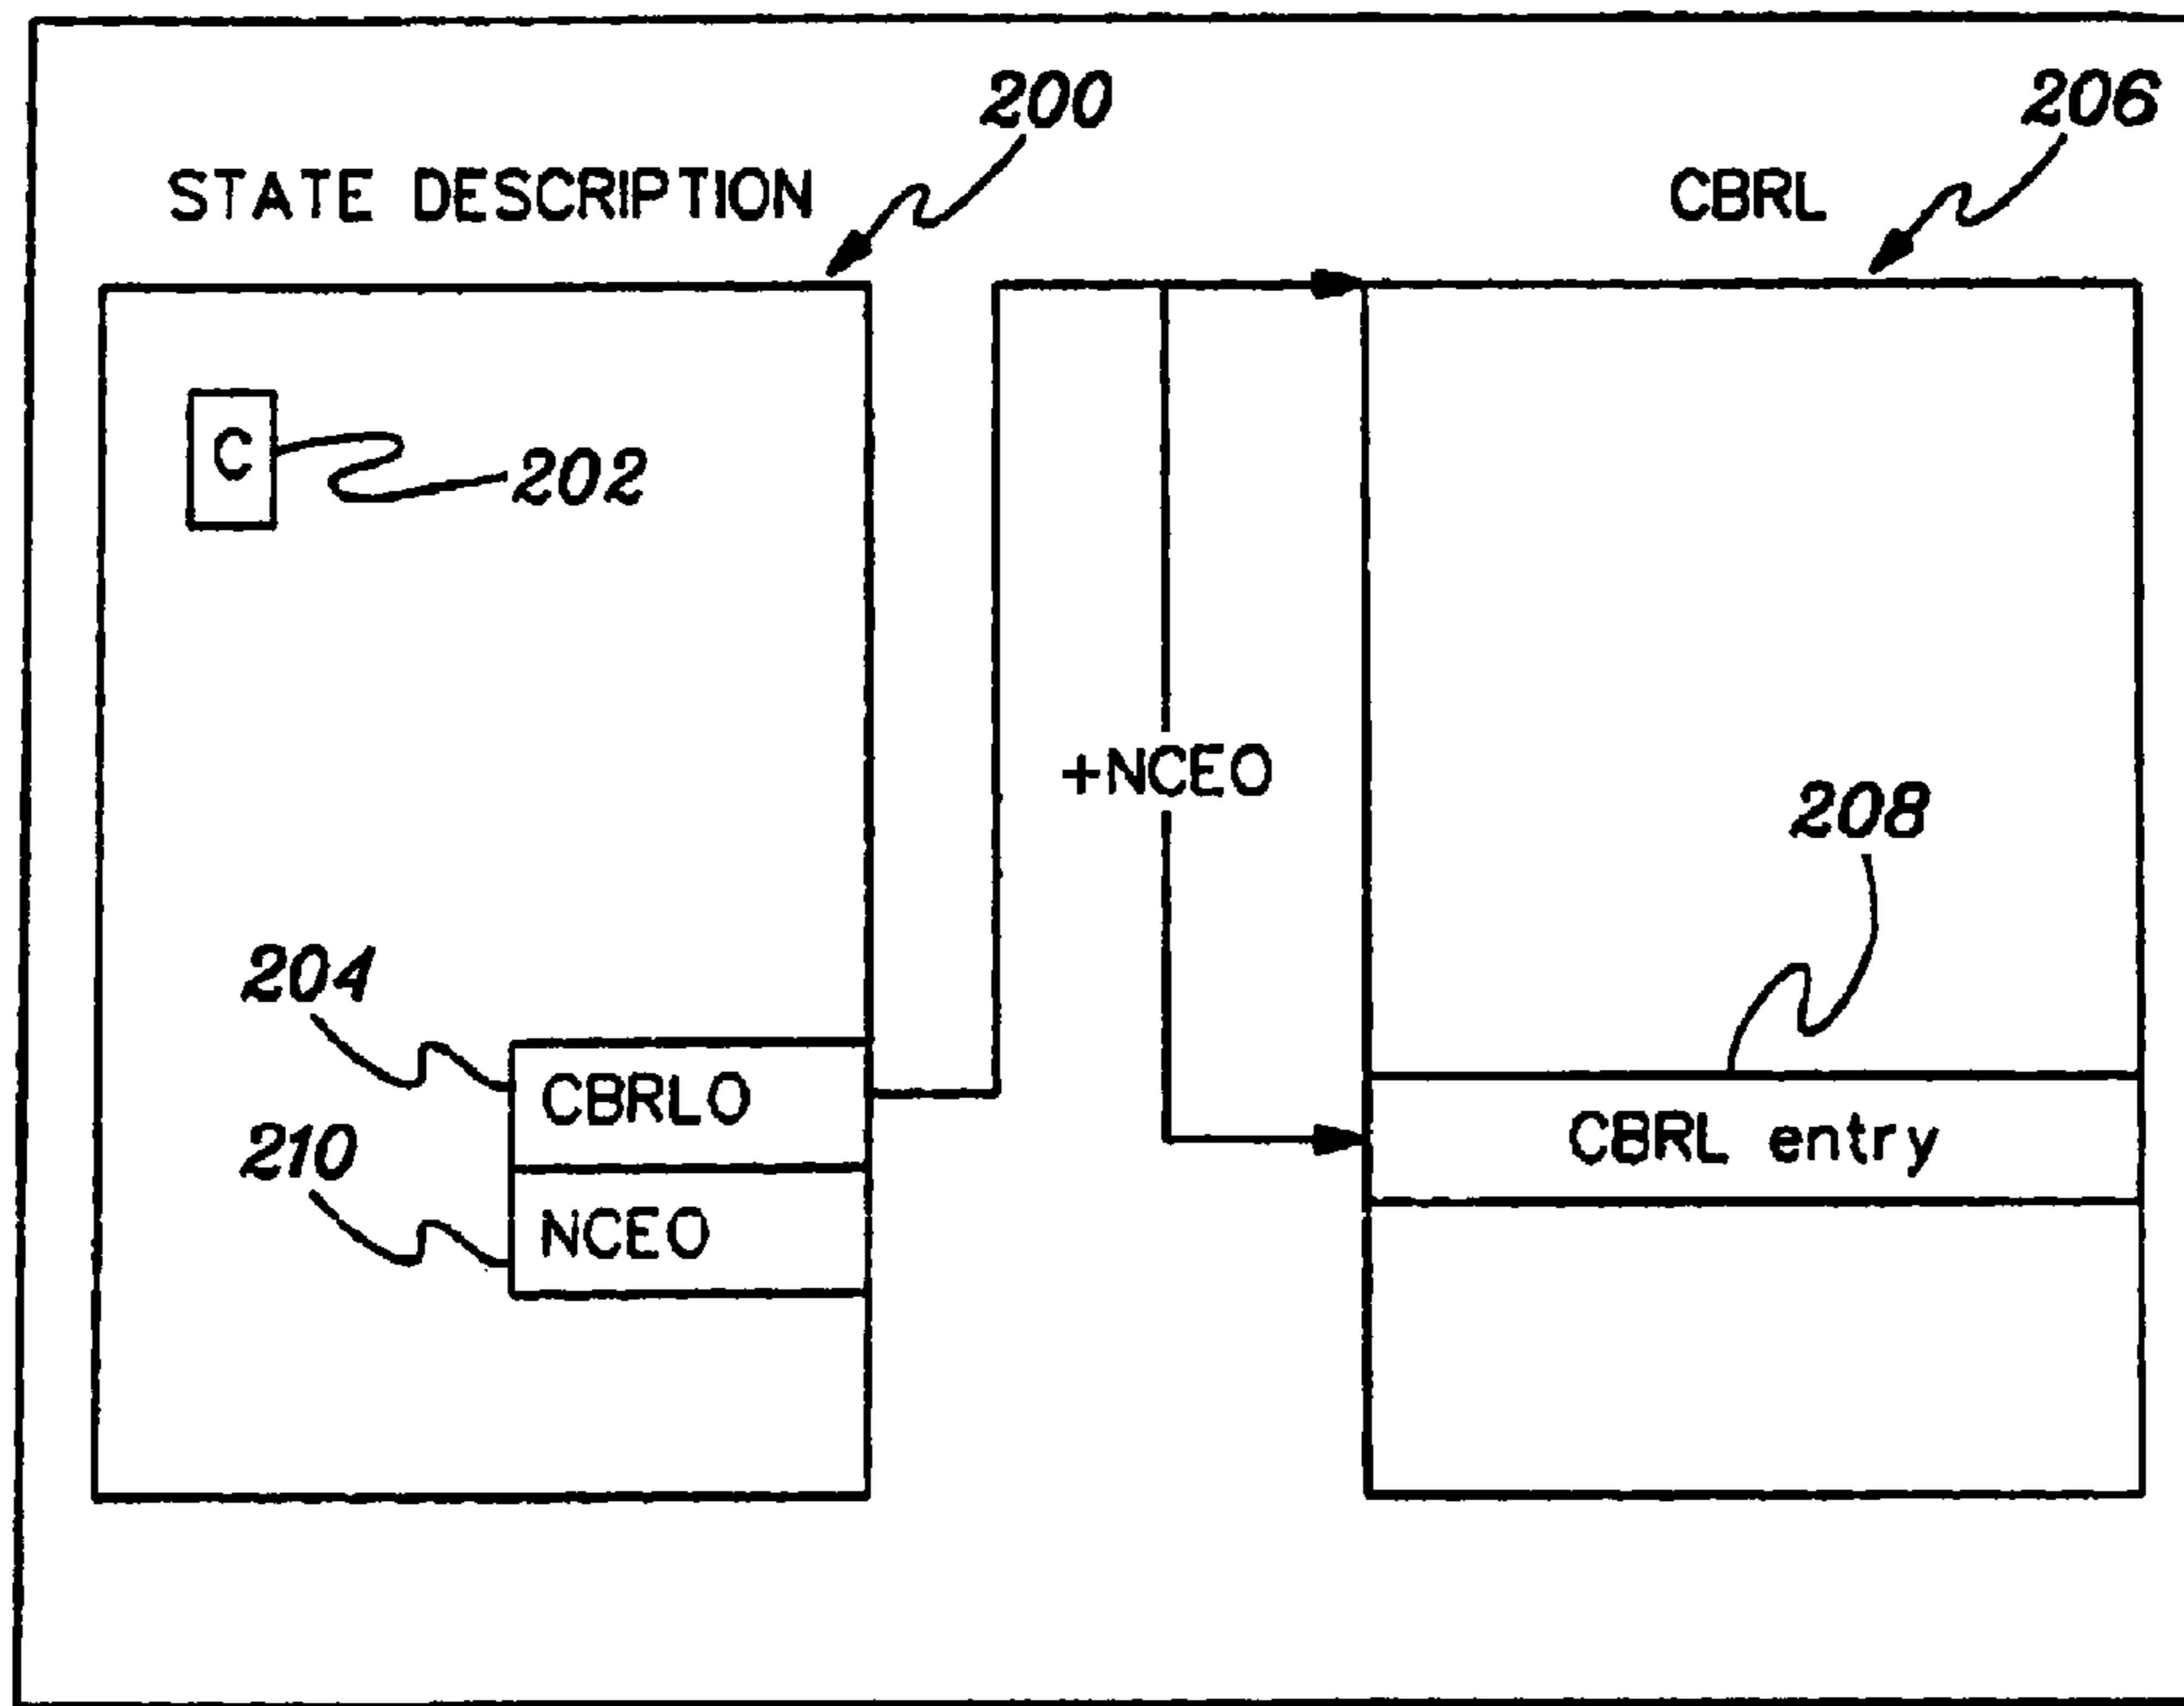 200
206
STATE DESCRIPTION
CBRL
C
202
+NCEO
208
204
CBRLO
CBRL entry
210
NCEO